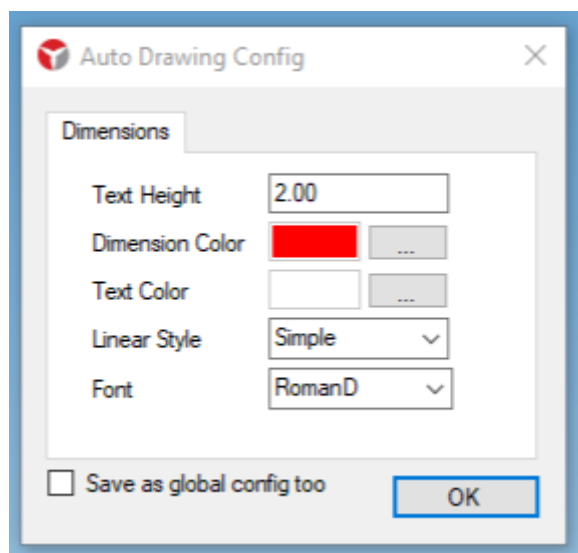 Auto Drawing Config
Dimensions
Text Height 2.00
Dimension Color ...
Text Color ...
Linear Style Simple
Font RomanD
Save as global config too OK